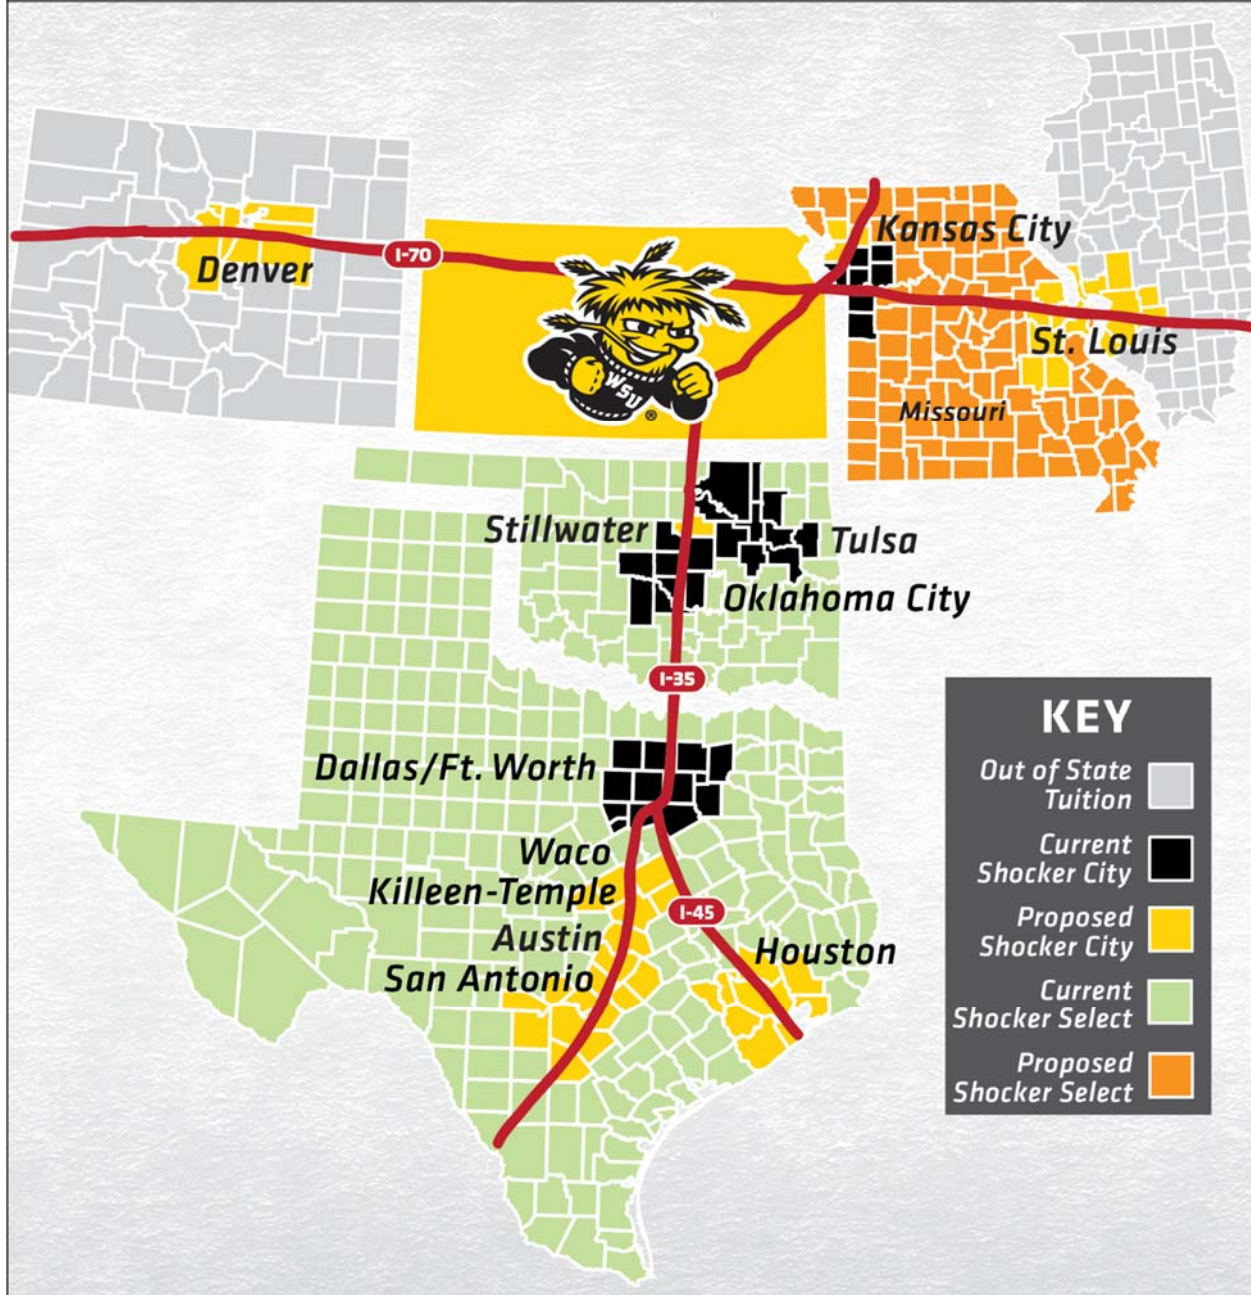 Kansas City
I-70
Denver
St. Louis
WSU
®
Missouri
Stillwater
Tulsa
Oklahoma City
I-35
KEY
Out of State
Tuition
Dallas/Ft. Worth
Current
Shocker City
Waco
Killeen-Temple
I-45
Proposed
Shocker City
Austin
Houston
San Antonio
Current
Shocker Select
Proposed
Shocker Select